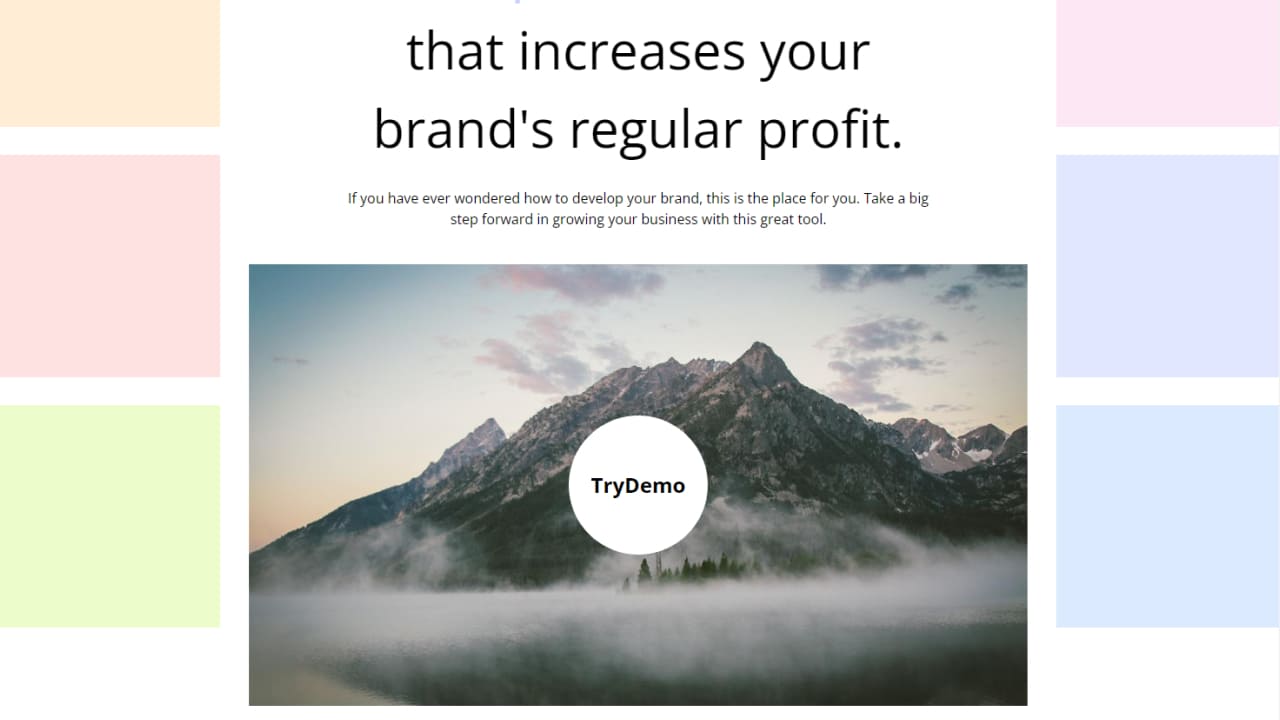 that increases your
brand's regular profit.
If you have ever wondered how to develop your brand, this is the place for you. Take a big
step forward in growing your business with this great tool.
TryDemo